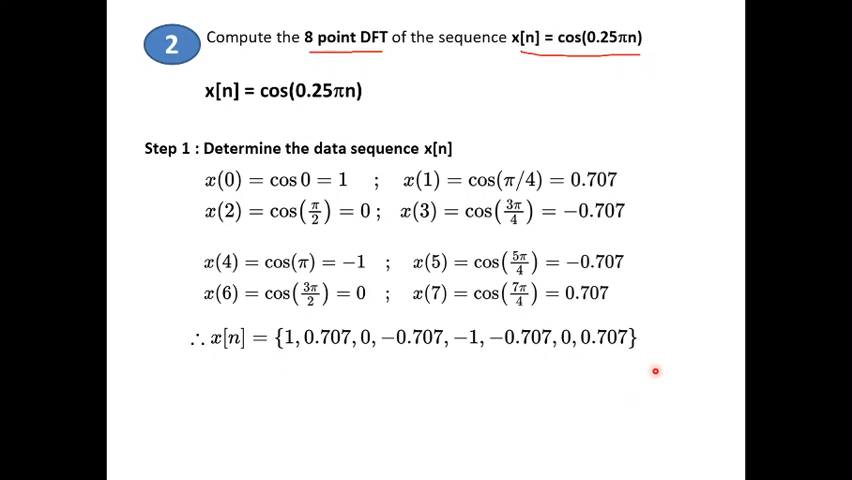 2
Compute the 8 point DFT of the sequence x[n] = cos(0.25πn)
x[n] = cos(0.25πn)
Step 1 : Determine the data sequence x[n]
x(0) = cos 0 = 1 ; x(1) = cos(π/4) = 0.707
x(2) = cos(π/2) = 0 ; x(3) = cos(3π/4) = −0.707
x(4) = cos(π) = −1 ; x(5) = cos(5π/4) = −0.707
x(6) = cos(3π/2) = 0 ; x(7) = cos(7π/4) = 0.707
∴ x[n] = {1, 0.707, 0, −0.707, −1, −0.707, 0, 0.707}